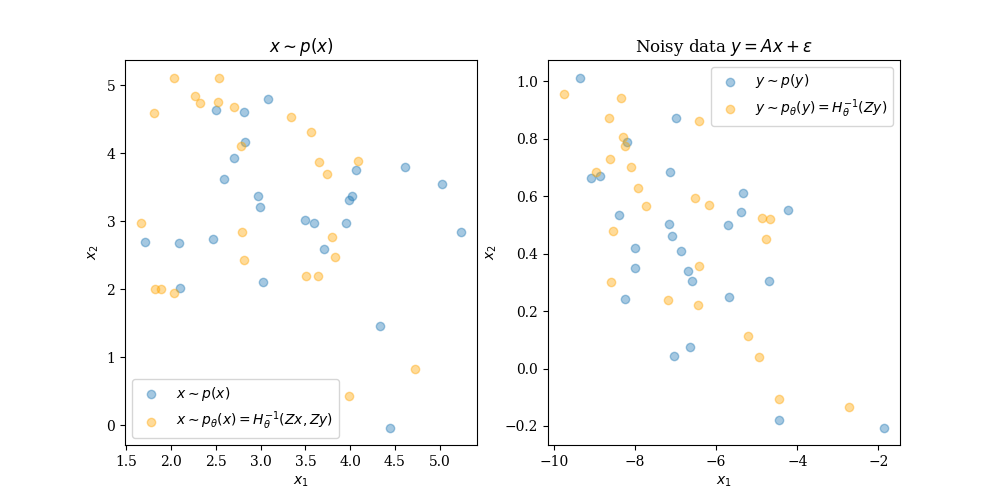 x ∼ p(x)
5
4
3
2
1
0
x₂
1.5 2.0 2.5 3.0 3.5 4.0 4.5 5.0
x₁
x ∼ p(x)
x ∼ p_θ(x) = H_θ⁻¹(Zx, Zy)
Noisy data y = Ax + ε
1.0
0.8
0.6
0.4
0.2
0.0
−0.2
x₂
−10 −8 −6 −4 −2
x₁
y ∼ p(y)
y ∼ p_θ(y) = H_θ⁻¹(Zy)